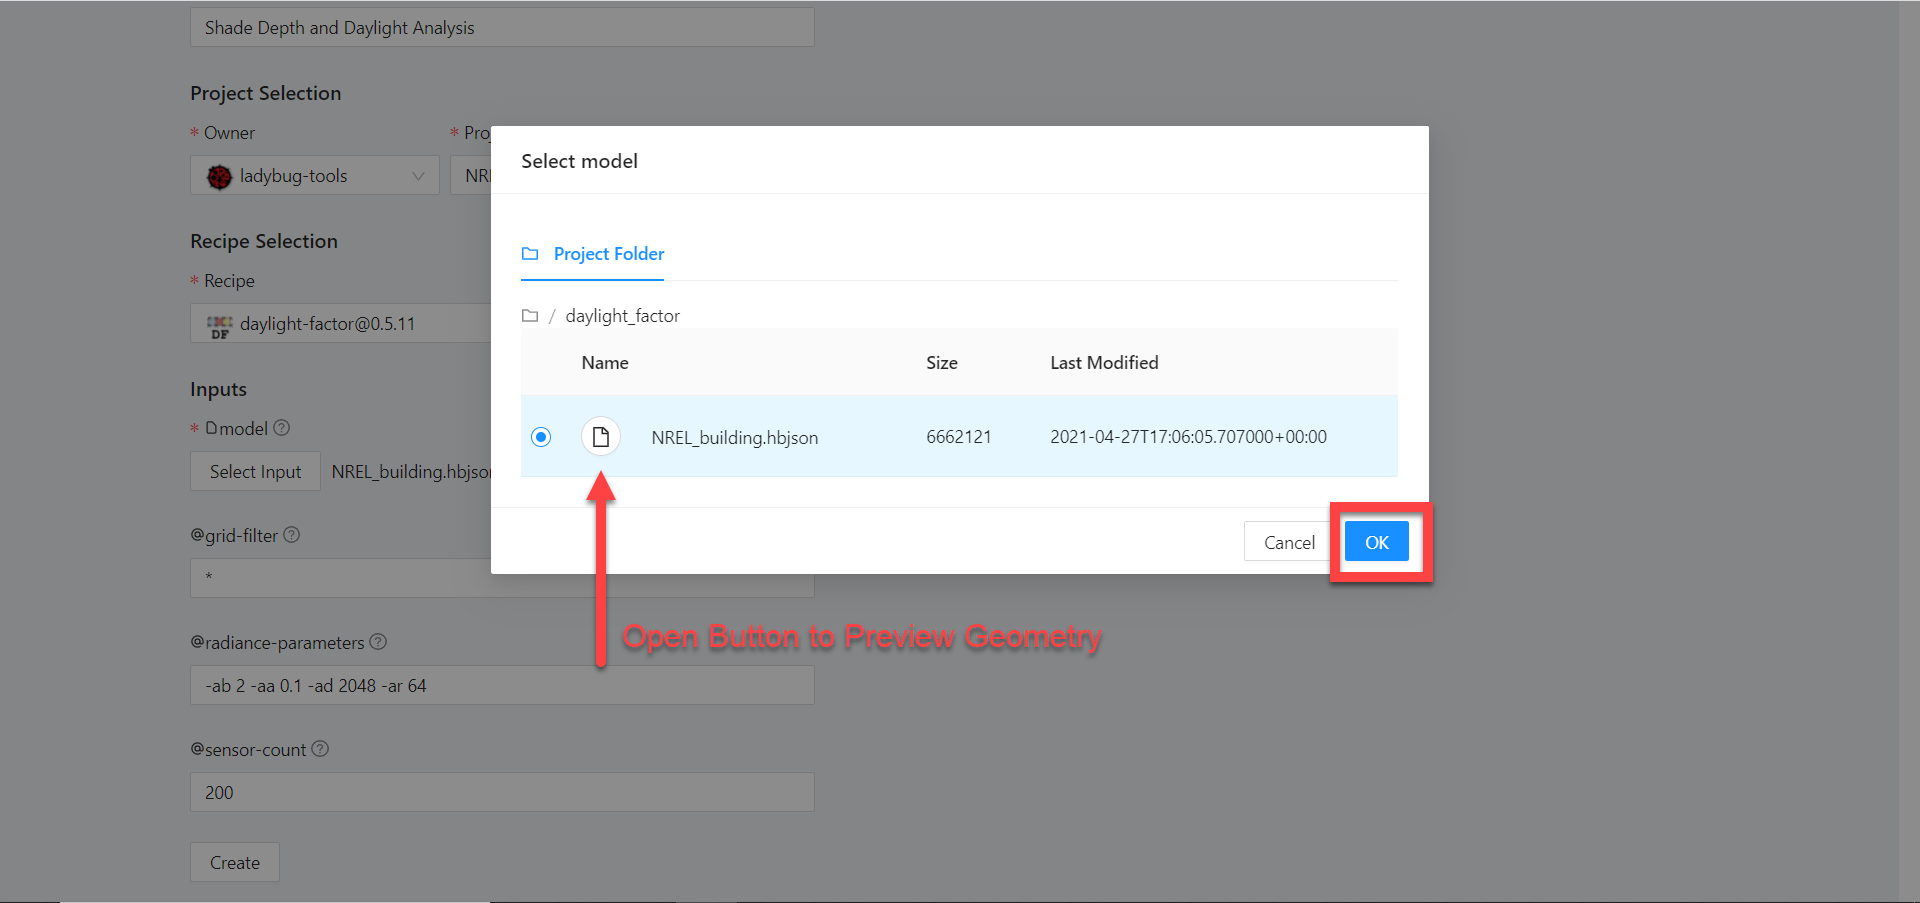 Shade Depth and Daylight Analysis
Project Selection
* Owner
* Pro
ladybug-tools
NR
Recipe Selection
* Recipe
DF
daylight-factor@0.5.11
Inputs
* model
Select Input
NREL_building.hbjson
@grid-filter
*
@radiance-parameters
-ab 2 -aa 0.1 -ad 2048 -ar 64
@sensor-count
200
Create
Select model
Project Folder
/ daylight_factor
Name Size Last Modified
NREL_building.hbjson 6662121 2021-04-27T17:06:05.707000+00:00
Cancel OK
Open Button to Preview Geometry